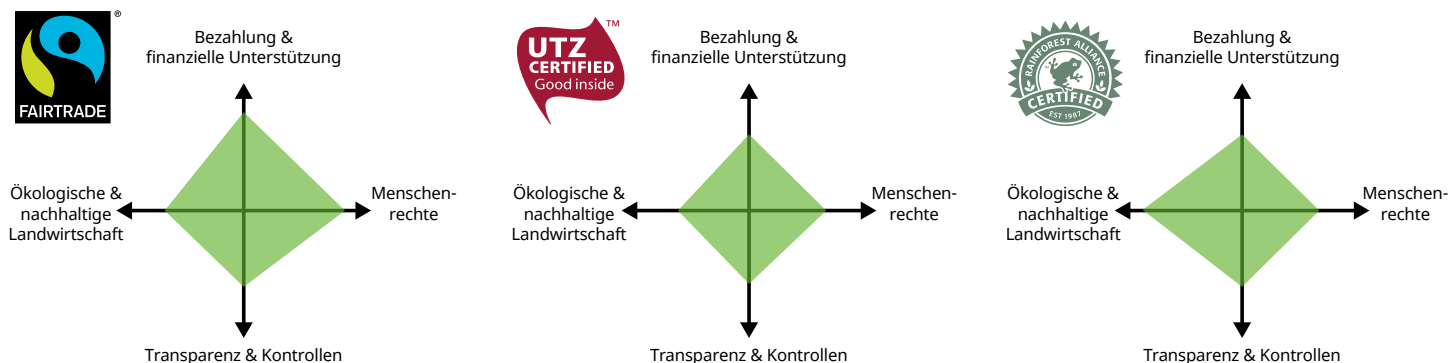 FAIRTRADE
®
Bezahlung &
finanzielle Unterstützung
Ökologische &
nachhaltige
Landwirtschaft
Menschen-
rechte
Transparenz & Kontrollen
UTZ
CERTIFIED
Good inside
™
Bezahlung &
finanzielle Unterstützung
Ökologische &
nachhaltige
Landwirtschaft
Menschen-
rechte
Transparenz & Kontrollen
RAINFOREST ALLIANCE
CERTIFIED
EST 1987
Bezahlung &
finanzielle Unterstützung
Ökologische &
nachhaltige
Landwirtschaft
Menschen-
rechte
Transparenz & Kontrollen